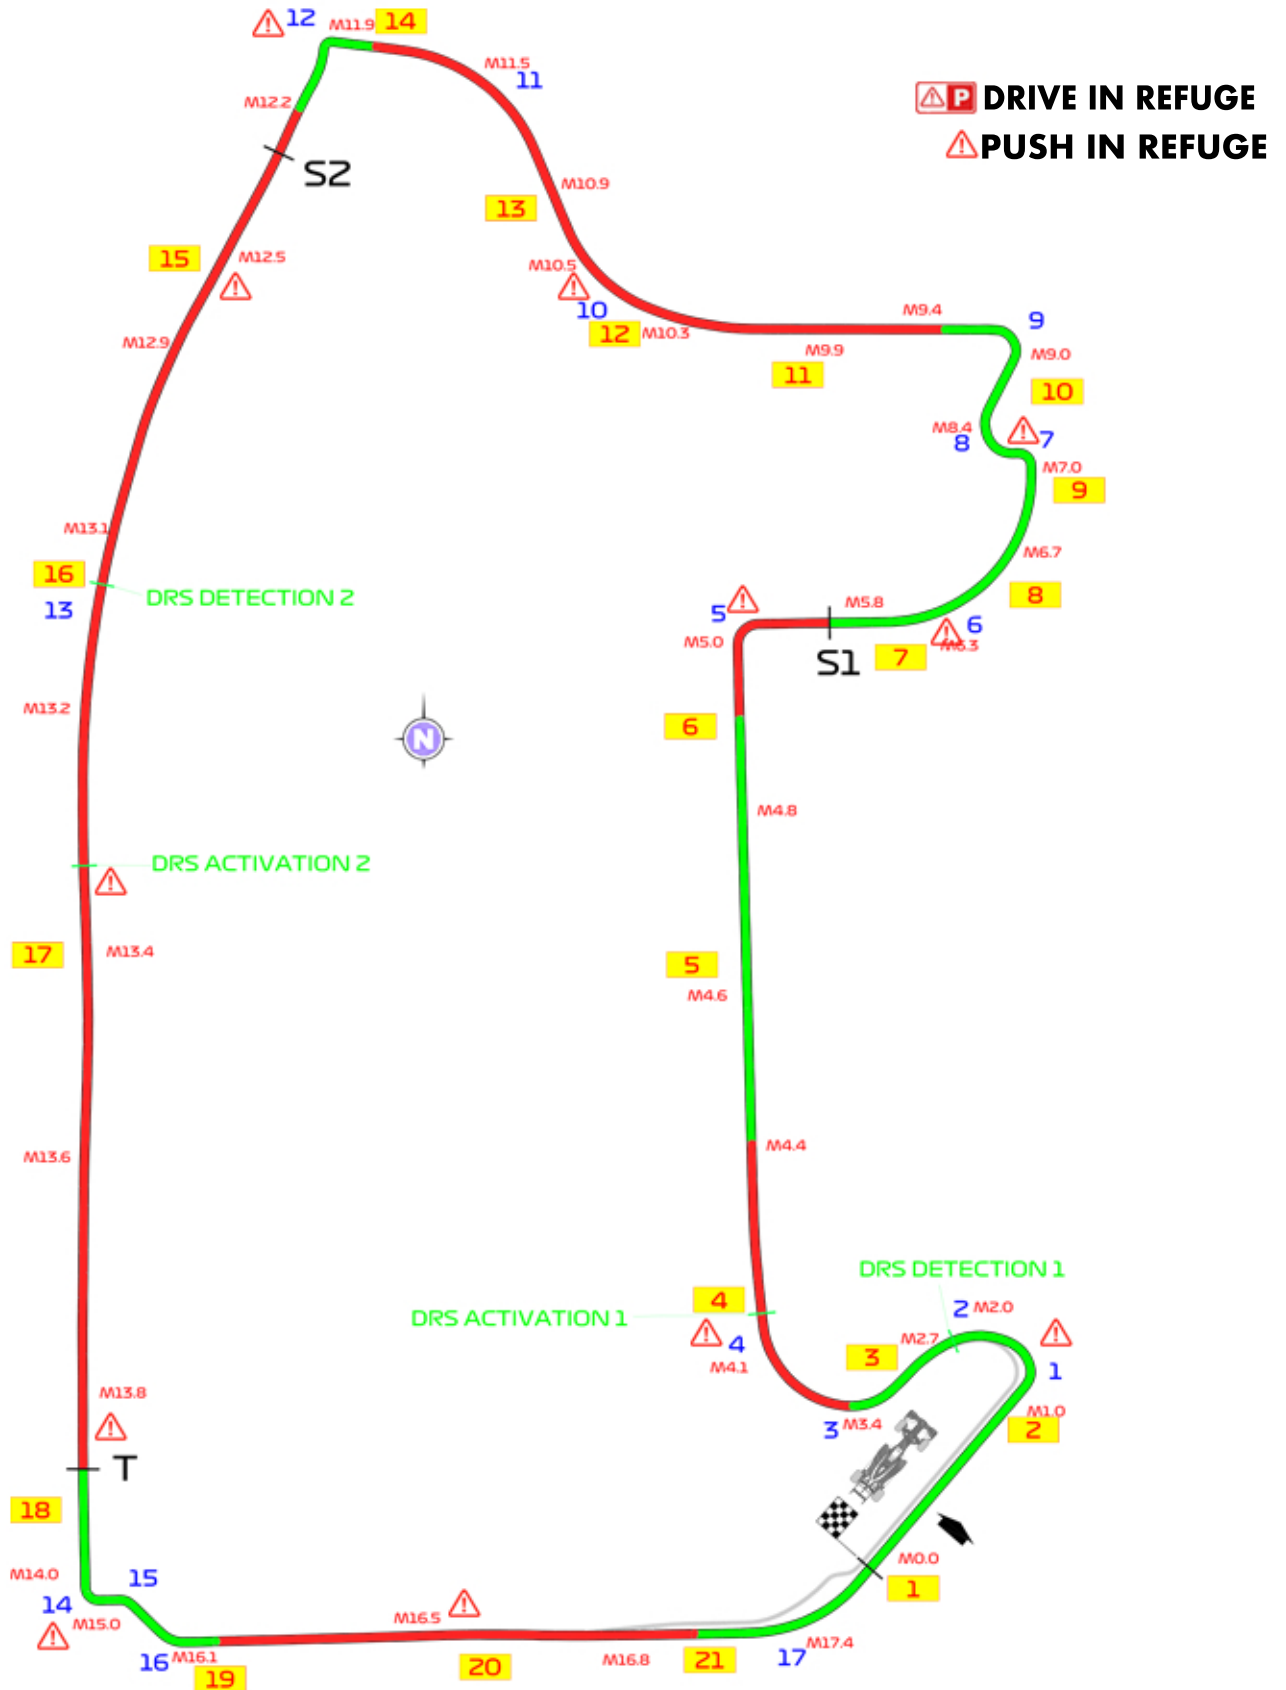 12
M11.9
14
M11.5
11
P DRIVE IN REFUGE
PUSH IN REFUGE
M12.2
S2
M10.9
13
15
M12.5
M10.5
10
12
M10.3
M9.4
9
M12.9
M9.9
M9.0
11
10
M8.4
8
7
M7.0
9
M13.1
16
DRS DETECTION 2
13
M6.7
8
5
M5.8
M5.0
6
M6.3
S1
7
M13.2
6
N
M4.8
DRS ACTIVATION 2
17
M13.4
5
M4.6
M4.4
M13.6
DRS DETECTION 1
4
DRS ACTIVATION 1
2
M2.0
M2.7
4
3
M4.1
1
M13.8
M1.0
3
M3.4
2
T
18
M0.0
M14.0
15
1
14
M15.0
M16.5
16
M16.1
19
20
M16.8
21
17
M17.4